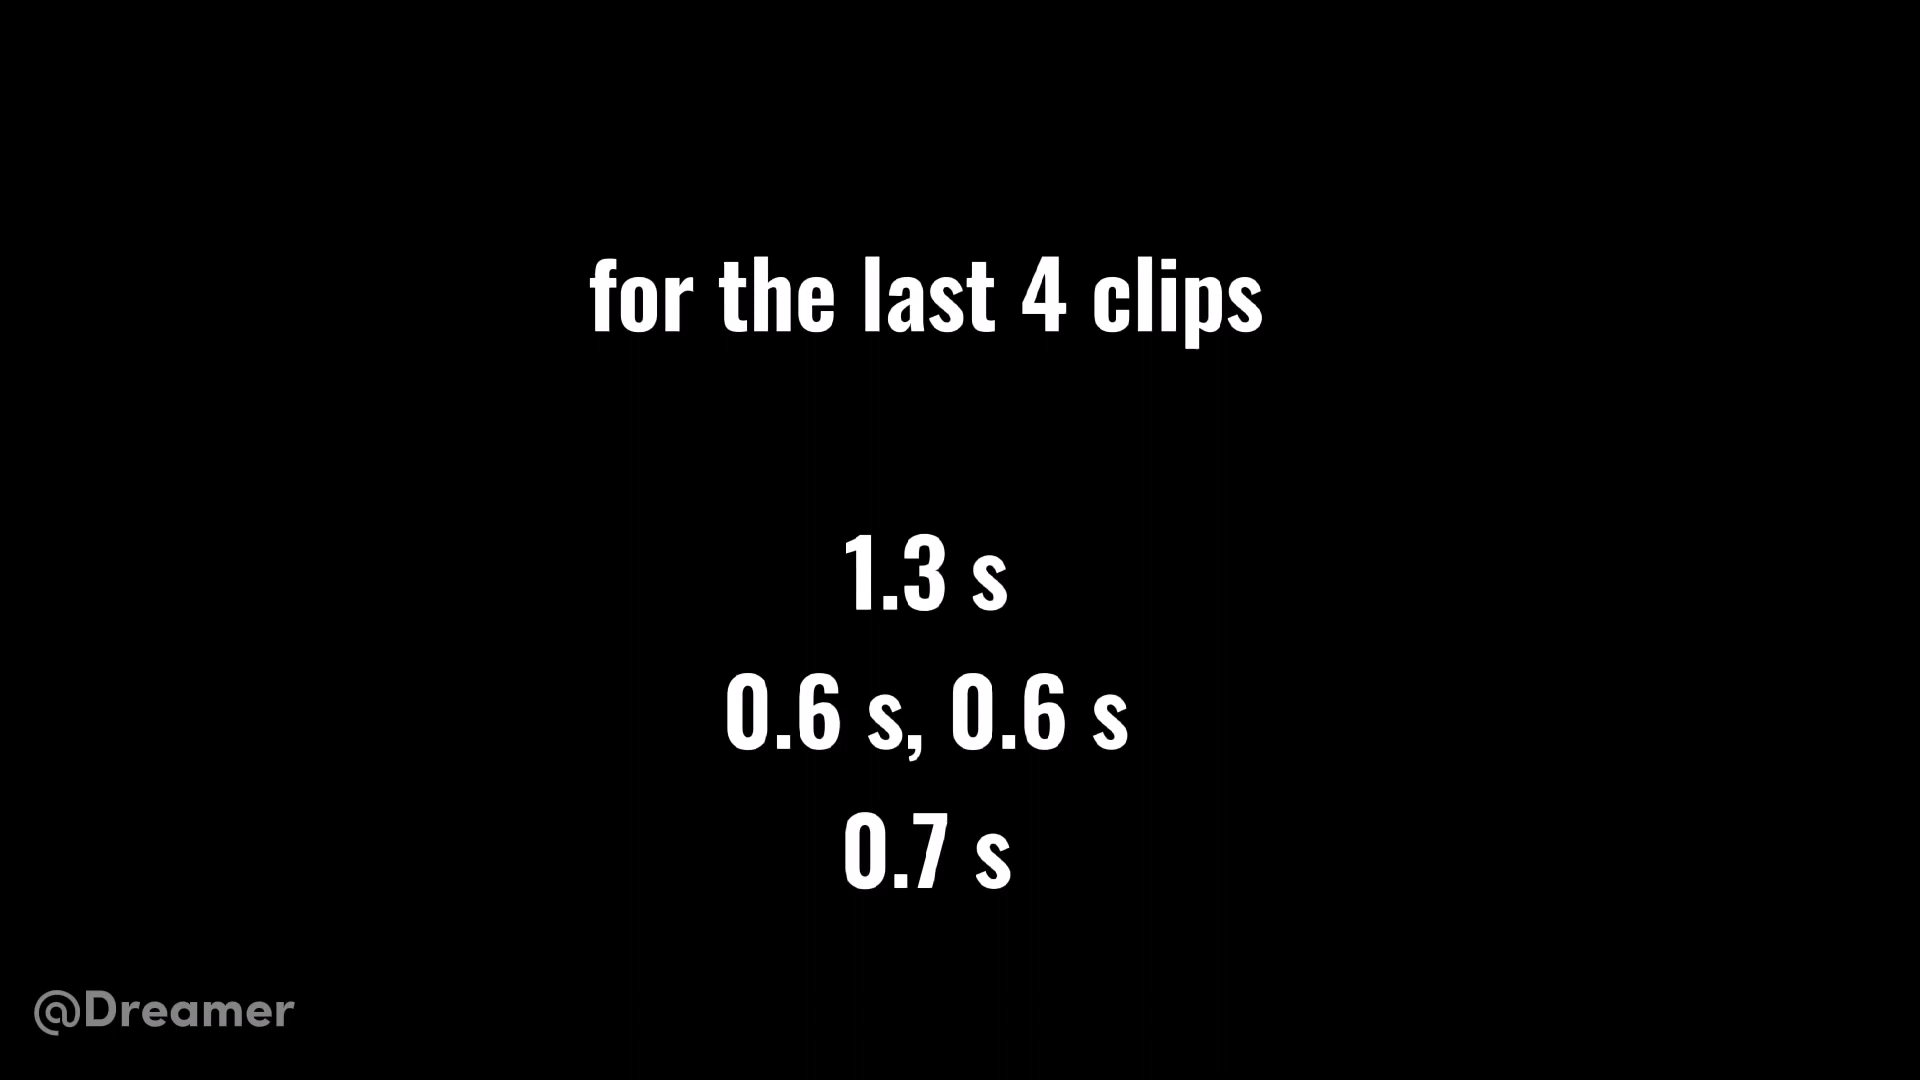 for the last 4 clips
1.3 s
0.6 s, 0.6 s
0.7 s
@Dreamer